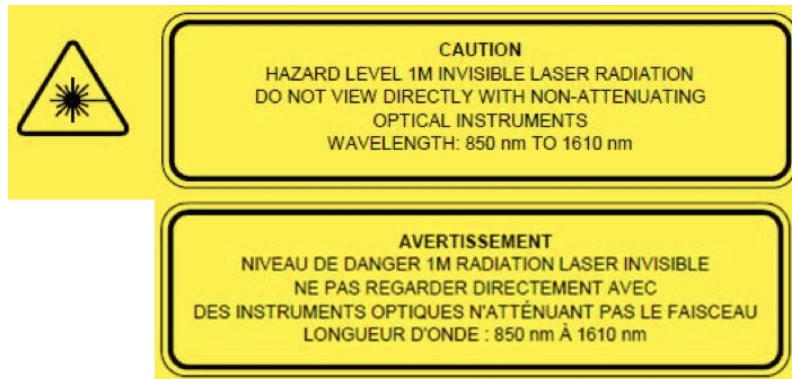 CAUTION
HAZARD LEVEL 1M INVISIBLE LASER RADIATION
DO NOT VIEW DIRECTLY WITH NON-ATTENUATING
OPTICAL INSTRUMENTS
WAVELENGTH: 850 nm TO 1610 nm
AVERTISSEMENT
NIVEAU DE DANGER 1M RADIATION LASER INVISIBLE
NE PAS REGARDER DIRECTEMENT AVEC
DES INSTRUMENTS OPTIQUES N'ATTÉNUANT PAS LE FAISCEAU
LONGUEUR D'ONDE : 850 nm À 1610 nm